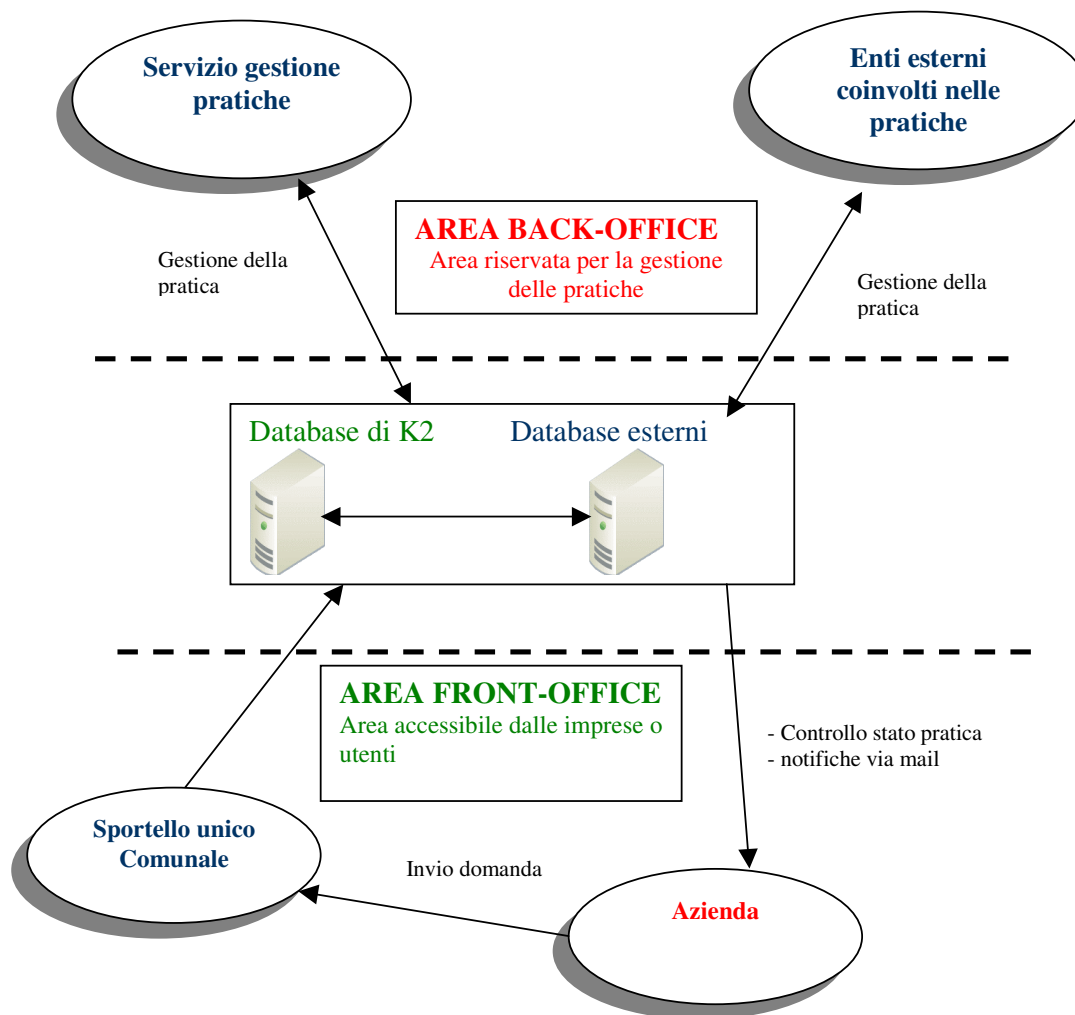 Servizio gestione
pratiche
Enti esterni
coinvolti nelle
pratiche
AREA BACK-OFFICE
Area riservata per la gestione
delle pratiche
Gestione della
pratica
Gestione della
pratica
Database di K2
Database esterni
AREA FRONT-OFFICE
Area accessibile dalle imprese o
utenti
- Controllo stato pratica
- notifiche via mail
Sportello unico
Comunale
Invio domanda
Azienda